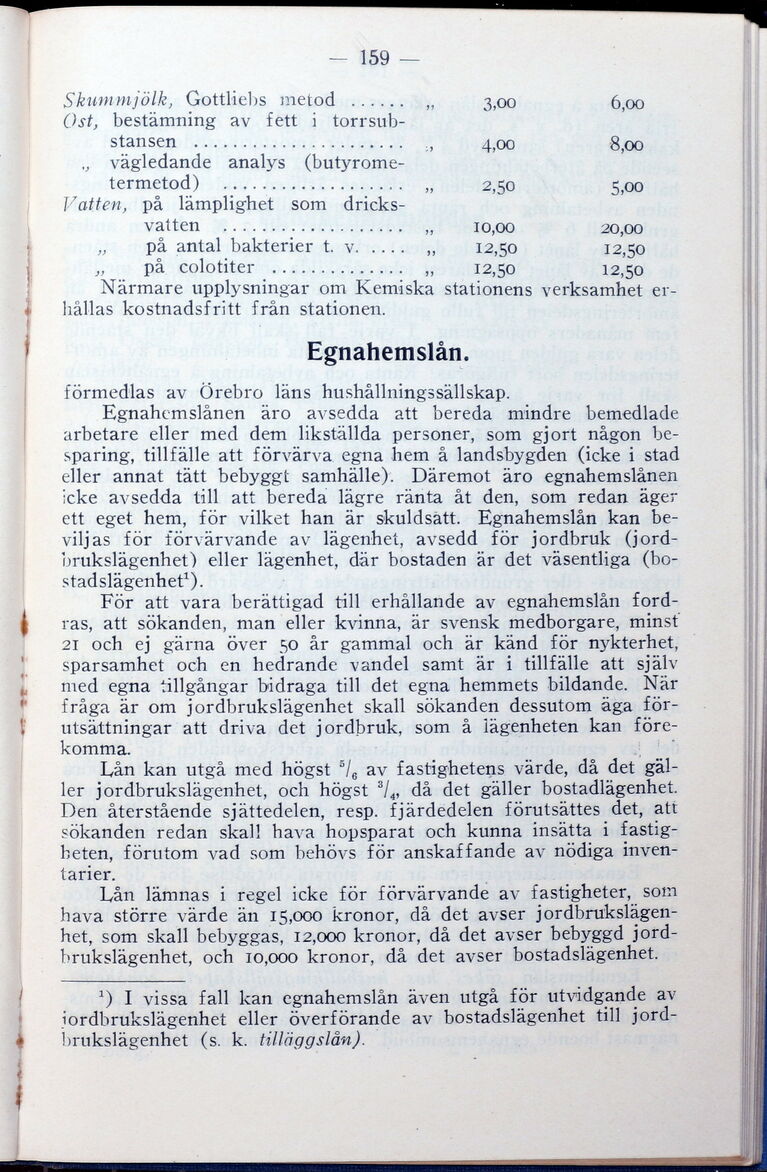 — 159 —
Skummjölk, Gottliebs metod ...... „ 3,00 6,00
Ost, bestämning av fett i torrsub-
stansen .................... „ 4,00 8,00
„ vägledande analys (butyrome-
termetod) ................ „ 2,50 5,00
Vatten, på lämplighet som dricks-
vatten .................. „ 10,00 20,00
„ på antal bakterier t. v. .... „ 12,50 12,50
„ på colotiter .............. „ 12,50 12,50
Närmare upplysningar om Kemiska stationens verksamhet er-
hållas kostnadsfritt från stationen.
Egnahemslån.
förmedlas av Örebro läns hushållningssällskap.
Egnahemslånen äro avsedda att bereda mindre bemedlade
arbetare eller med dem likställda personer, som gjort någon be-
sparing, tillfälle att förvärva egna hem å landsbygden (icke i stad
eller annat tätt bebyggt samhälle). Däremot äro egnahemslånen
icke avsedda till att bereda lägre ränta åt den, som redan äger
ett eget hem, för vilket han är skuldsatt. Egnahemslån kan be-
viljas för förvärvande av lägenhet, avsedd för jordbruk (jord-
brukslägenhet) eller lägenhet, där bostaden är det väsentliga (bo-
stadslägenhet¹).
För att vara berättigad till erhållande av egnahemslån ford-
ras, att sökanden, man eller kvinna, är svensk medborgare, minst
21 och ej gärna över 50 år gammal och är känd för nykterhet,
sparsamhet och en hedrande vandel samt är i tillfälle att själv
med egna tillgångar bidraga till det egna hemmets bildande. När
fråga är om jordbrukslägenhet skall sökanden dessutom äga för-
utsättningar att driva det jordbruk, som å lägenheten kan före-
komma.
Lån kan utgå med högst ⁵/₆ av fastighetens värde, då det gäl-
ler jordbrukslägenhet, och högst ³/₄, då det gäller bostadlägenhet.
Den återstående sjättedelen, resp. fjärdedelen förutsättes det, att
sökanden redan skall hava hopsparat och kunna insätta i fastig-
heten, förutom vad som behövs för anskaffande av nödiga inven-
tarier.
Lån lämnas i regel icke för förvärvande av fastigheter, som
hava större värde än 15,000 kronor, då det avser jordbrukslägen-
het, som skall bebyggas, 12,000 kronor, då det avser bebyggd jord-
brukslägenhet, och 10,000 kronor, då det avser bostadslägenhet.
¹) I vissa fall kan egnahemslån även utgå för utvidgande av
jordbrukslägenhet eller överförande av bostadslägenhet till jord-
brukslägenhet (s. k. tilläggslån).